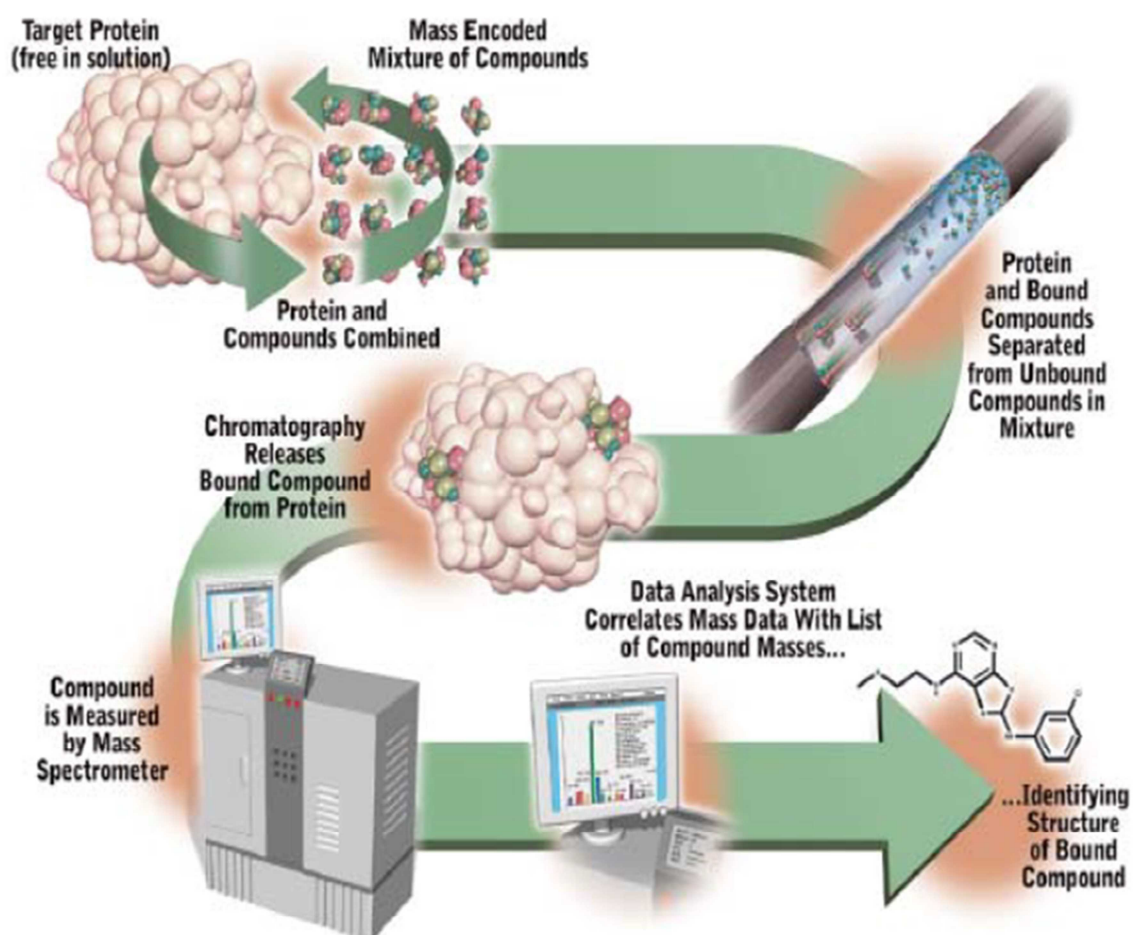 Target Protein
(free in solution)
Mass Encoded
Mixture of Compounds
Protein and
Compounds Combined
Protein
and Bound
Compounds
Separated
from Unbound
Compounds in
Mixture
Chromatography
Releases
Bound Compound
from Protein
Compound
is Measured
by Mass
Spectrometer
Data Analysis System
Correlates Mass Data With List
of Compound Masses...
...Identifying
Structure
of Bound
Compound